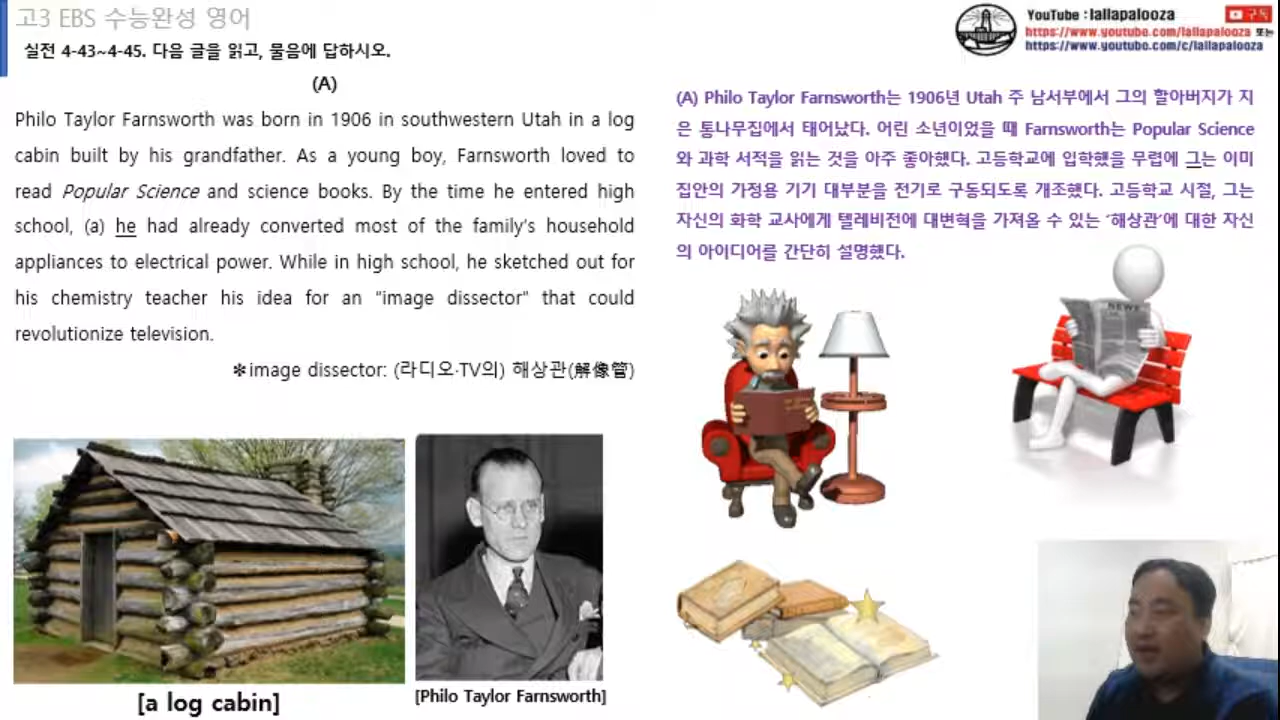 고3 EBS 수능완성 영어
실전 4-43~4-45. 다음 글을 읽고, 물음에 답하시오.
(A)
Philo Taylor Farnsworth was born in 1906 in southwestern Utah in a log
cabin built by his grandfather. As a young boy, Farnsworth loved to
read Popular Science and science books. By the time he entered high
school, (a) he had already converted most of the family's household
appliances to electrical power. While in high school, he sketched out for
his chemistry teacher his idea for an "image dissector" that could
revolutionize television.
✻image dissector: (라디오·TV의) 해상관(解像管)
[a log cabin]
[Philo Taylor Farnsworth]
YouTube : lallapalooza
구독
https://www.youtube.com/lallapalooza 또는
https://www.youtube.com/c/lallapalooza
(A) Philo Taylor Farnsworth는 1906년 Utah 주 남서부에서 그의 할아버지가 지
은 통나무집에서 태어났다. 어린 소년이었을 때 Farnsworth는 Popular Science
와 과학 서적을 읽는 것을 아주 좋아했다. 고등학교에 입학했을 무렵에 그는 이미
집안의 가정용 기기 대부분을 전기로 구동되도록 개조했다. 고등학교 시절, 그는
자신의 화학 교사에게 텔레비전에 대변혁을 가져올 수 있는 '해상관'에 대한 자신
의 아이디어를 간단히 설명했다.
NEWS